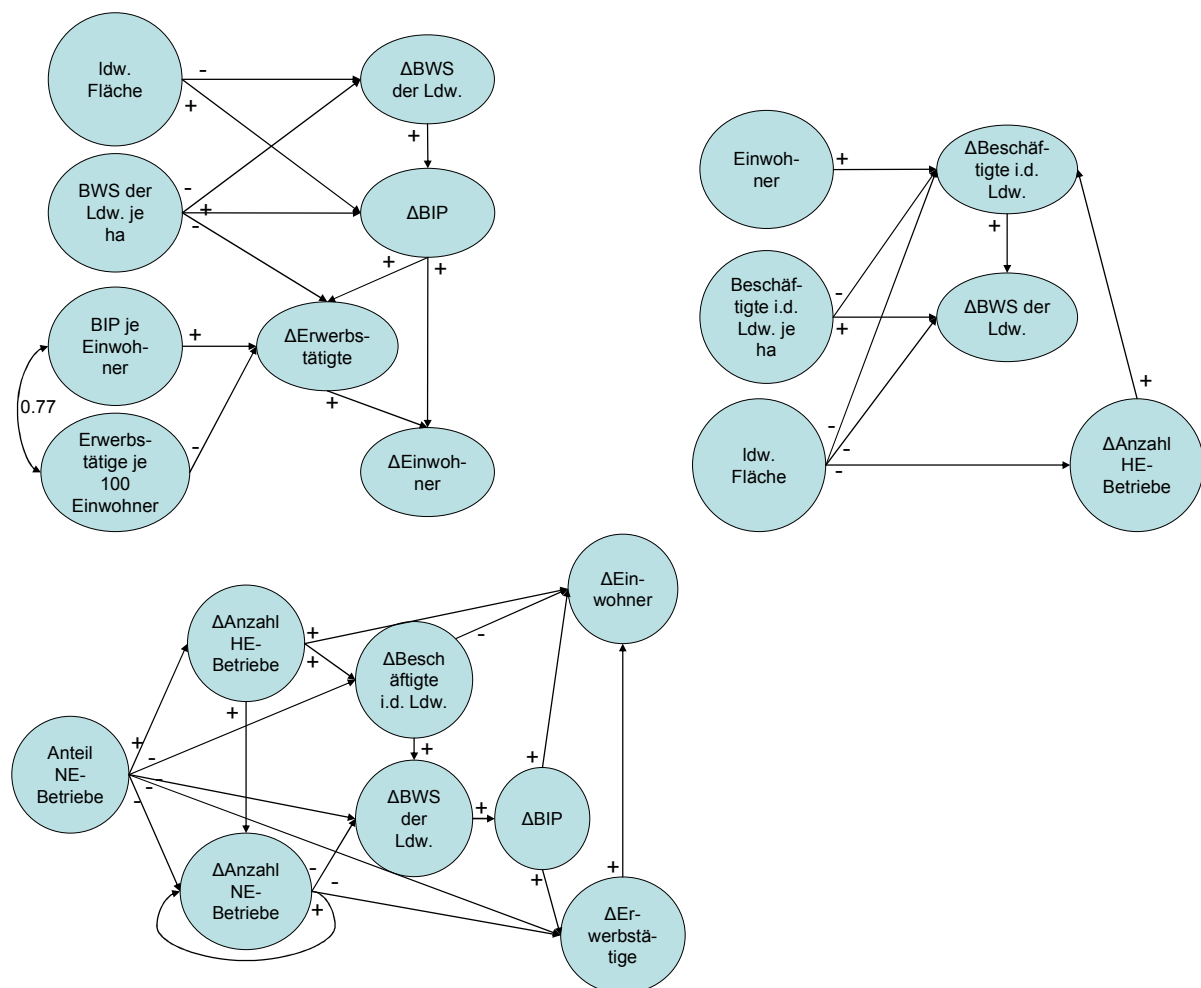 ldw.
Fläche
-
+
ΔBWS
der Ldw.
+
BWS der
Ldw. je
ha
-
+
-
ΔBIP
+
+
BIP je
Einwoh-
ner
+
ΔErwerbs-
tätigte
0.77
Erwerbs-
tätige je
100
Einwohner
-
+
ΔEinwoh-
ner
Einwoh-
ner
+
ΔBeschäf-
tigte i.d.
Ldw.
+
Beschäf-
tigte i.d.
Ldw. je
ha
-
+
ΔBWS der
Ldw.
ldw.
Fläche
-
-
-
+
ΔAnzahl
HE-
Betriebe
ΔEin-
wohner
ΔAnzahl
HE-
Betriebe
+
+
+
-
ΔBesch
äftigte
i.d. Ldw.
+
Anteil
NE-
Betriebe
+
-
-
-
-
ΔBWS
der
Ldw.
+
ΔBIP
+
+
ΔAnzahl
NE-
Betriebe
-
-
+
+
ΔEr-
werbstä-
tige